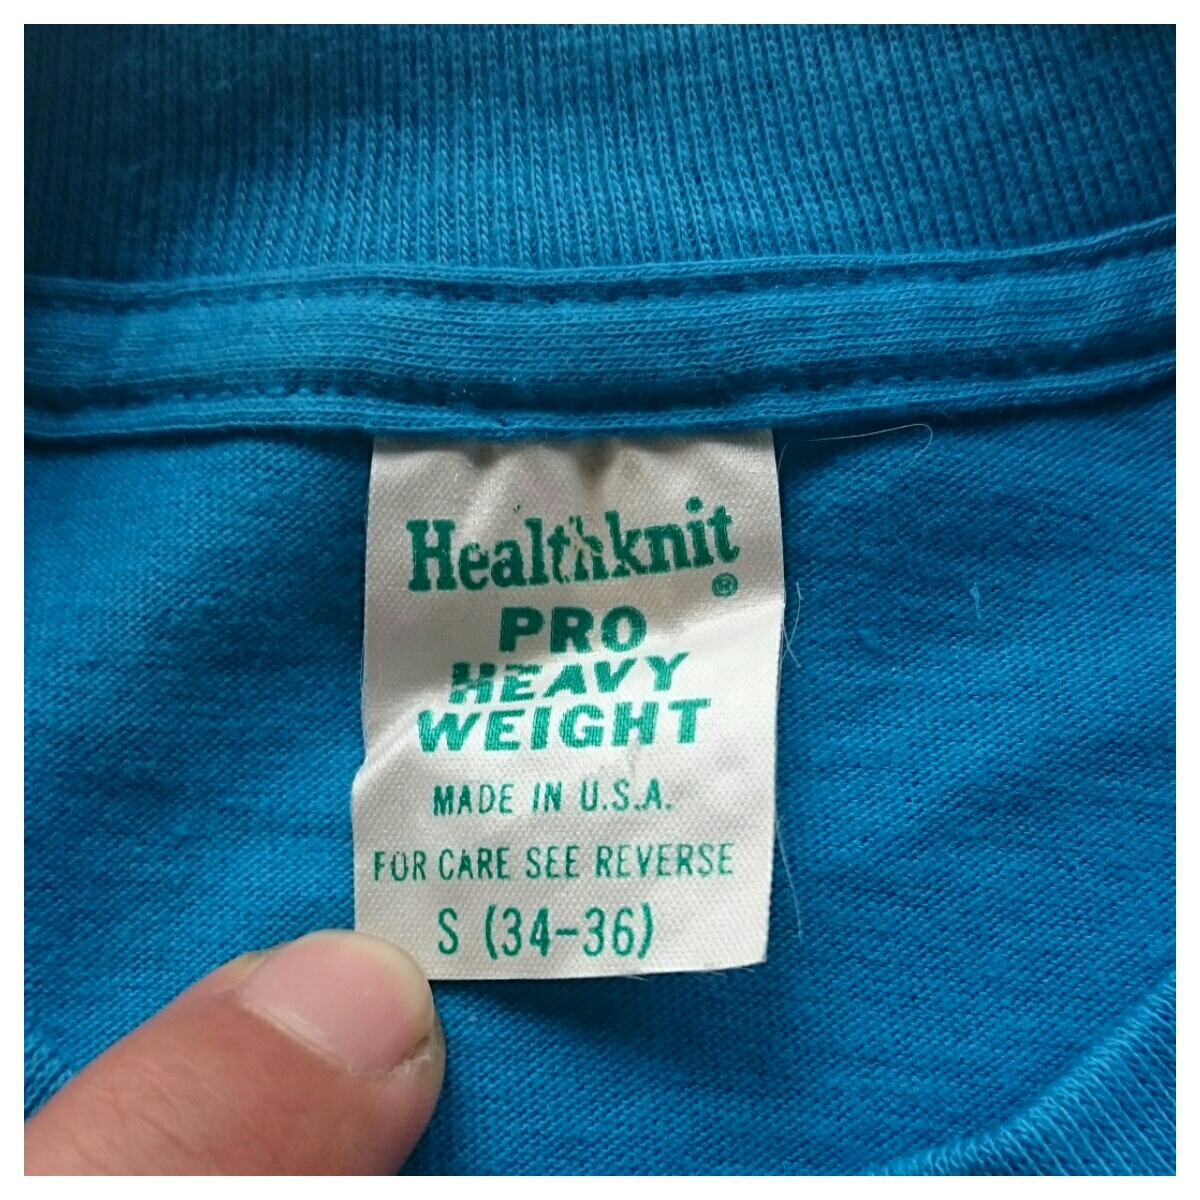 Healthknit
®
PRO
HEAVY
WEIGHT
MADE IN U.S.A.
FOR CARE SEE REVERSE
S (34-36)